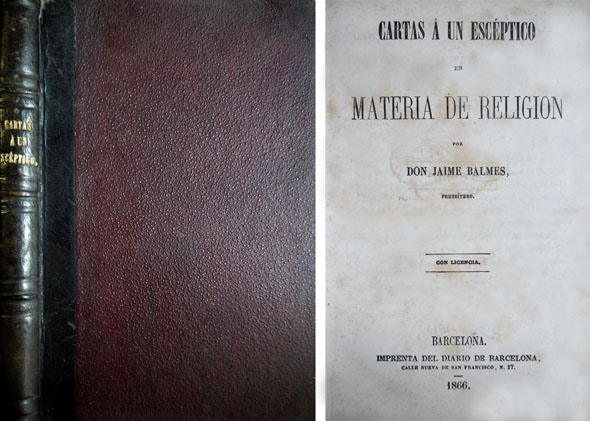 CARTAS
Á UN
ESCÉPTICO.
CARTAS Á UN ESCÉPTICO
EN
MATERIA DE RELIGION
POR
DON JAIME BALMES,
PRESBÍTERO.
CON LICENCIA.
BARCELONA.
IMPRENTA DEL DIARIO DE BARCELONA,
CALLE NUEVA DE SAN FRANCISCO, N. 17.
1866.